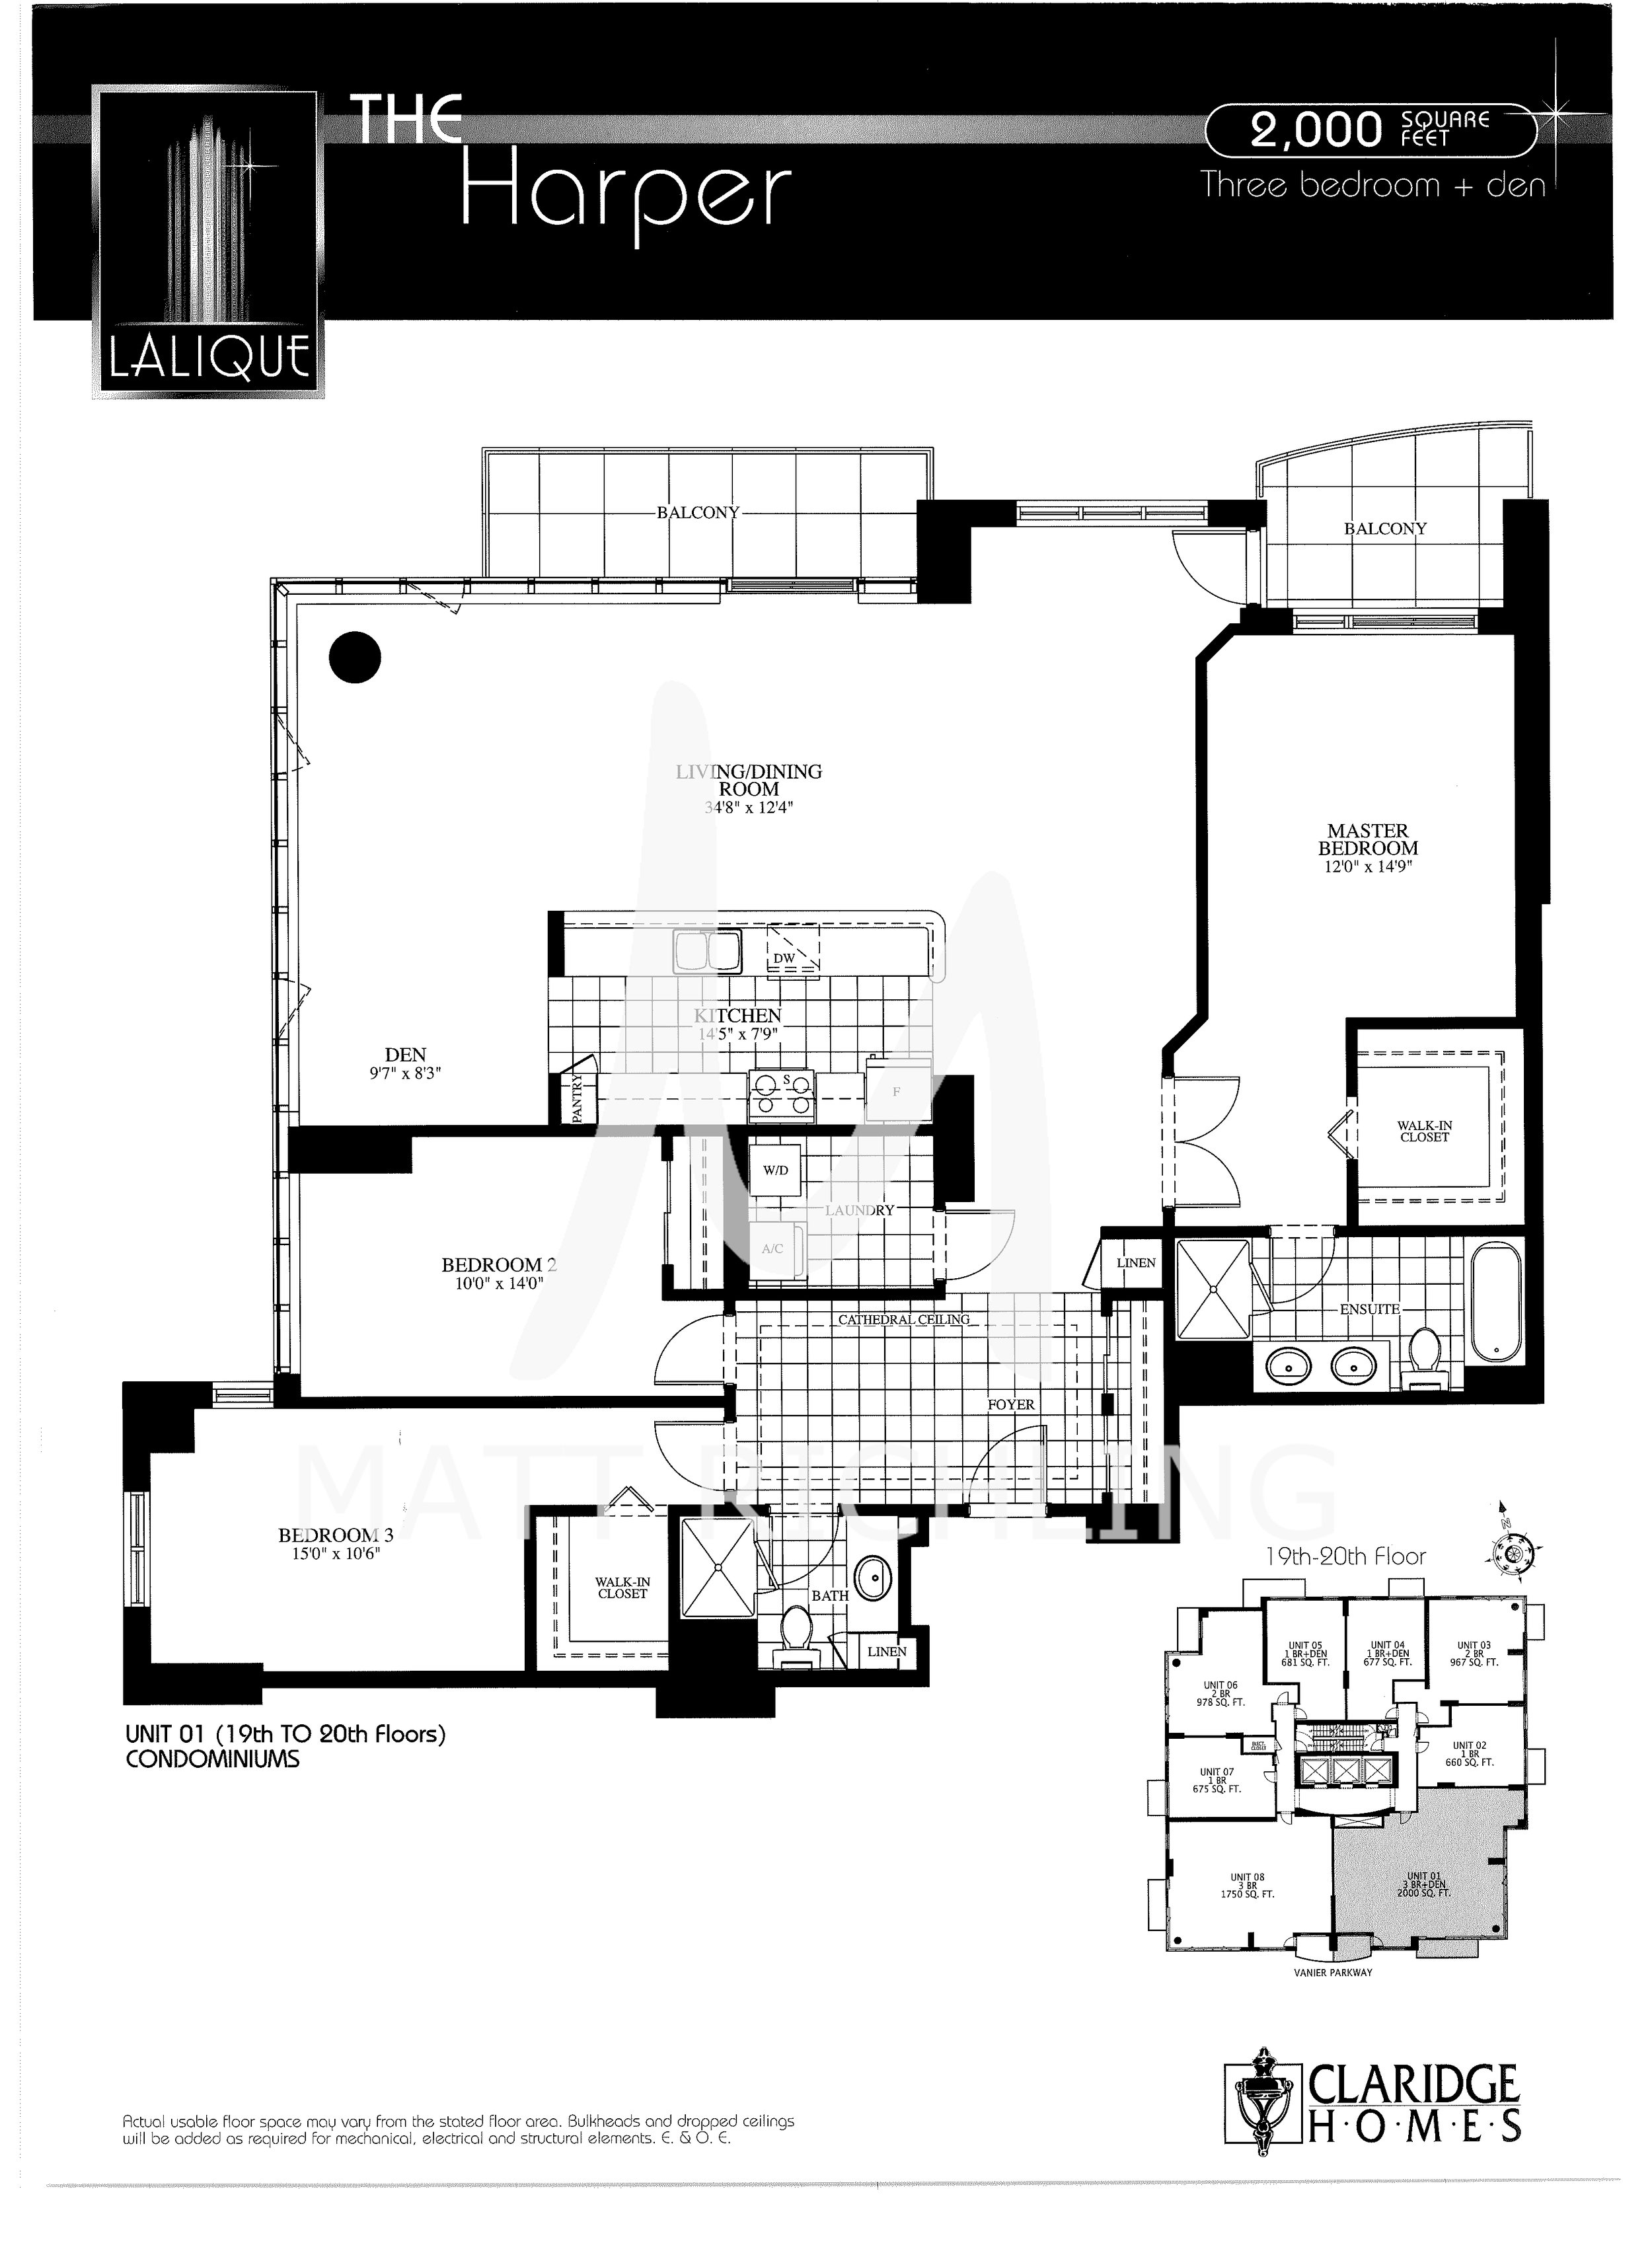 THE
Harper
2,000 SQUARE FEET
Three bedroom + den
LALIQUE
BALCONY
BALCONY
LIVING/DINING
ROOM
34'8" x 12'4"
MASTER
BEDROOM
12'0" x 14'9"
DW
KITCHEN
14'5" x 7'9"
DEN
9'7" x 8'3"
PANTRY
S
F
WALK-IN
CLOSET
W/D
LAUNDRY
A/C
BEDROOM 2
10'0" x 14'0"
LINEN
ENSUITE
CATHEDRAL CEILING
FOYER
MATT RICHLING
BEDROOM 3
15'0" x 10'6"
WALK-IN
CLOSET
BATH
LINEN
UNIT 01 (19th TO 20th floors)
CONDOMINIUMS
N
19th-20th Floor
UNIT 05
1 BR+DEN
681 SQ. FT.
UNIT 04
1 BR+DEN
677 SQ. FT.
UNIT 03
2 BR
967 SQ. FT.
UNIT 06
2 BR
978 SQ. FT.
UNIT 02
1 BR
660 SQ. FT.
UNIT 07
1 BR
675 SQ. FT.
UNIT 08
3 BR
1750 SQ. FT.
UNIT 01
3 BR+DEN
2000 SQ. FT.
VANIER PARKWAY
CLARIDGE
H·O·M·E·S
Actual usable floor space may vary from the stated floor area. Bulkheads and dropped ceilings
will be added as required for mechanical, electrical and structural elements. E. & O. E.